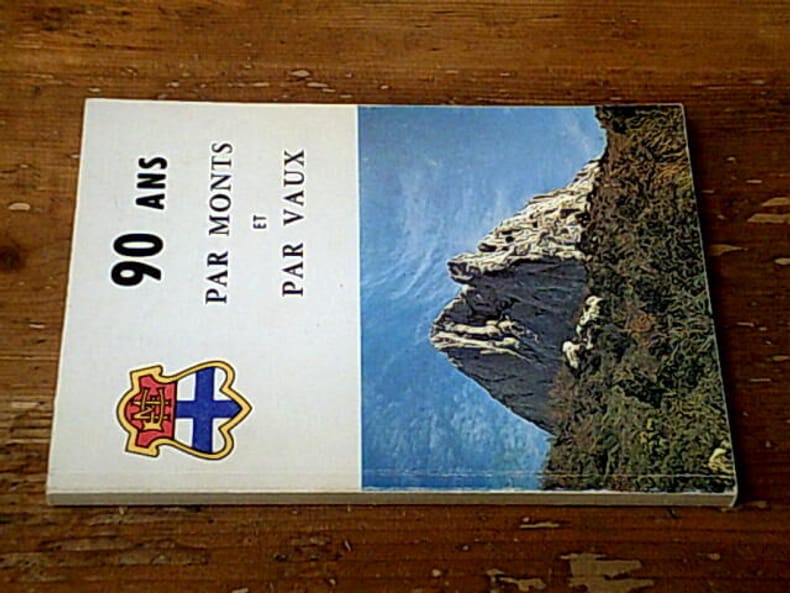 90 ANS
PAR MONTS
ET
PAR VAUX